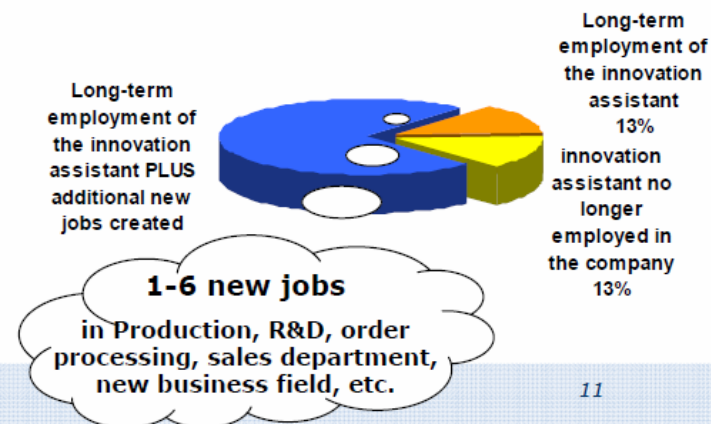 Long-term
employment of
the innovation
assistant PLUS
additional new
jobs created
Long-term
employment of
the innovation
assistant
13%
innovation
assistant no
longer
employed in
the company
13%
1-6 new jobs
in Production, R&D, order
processing, sales department,
new business field, etc.
11